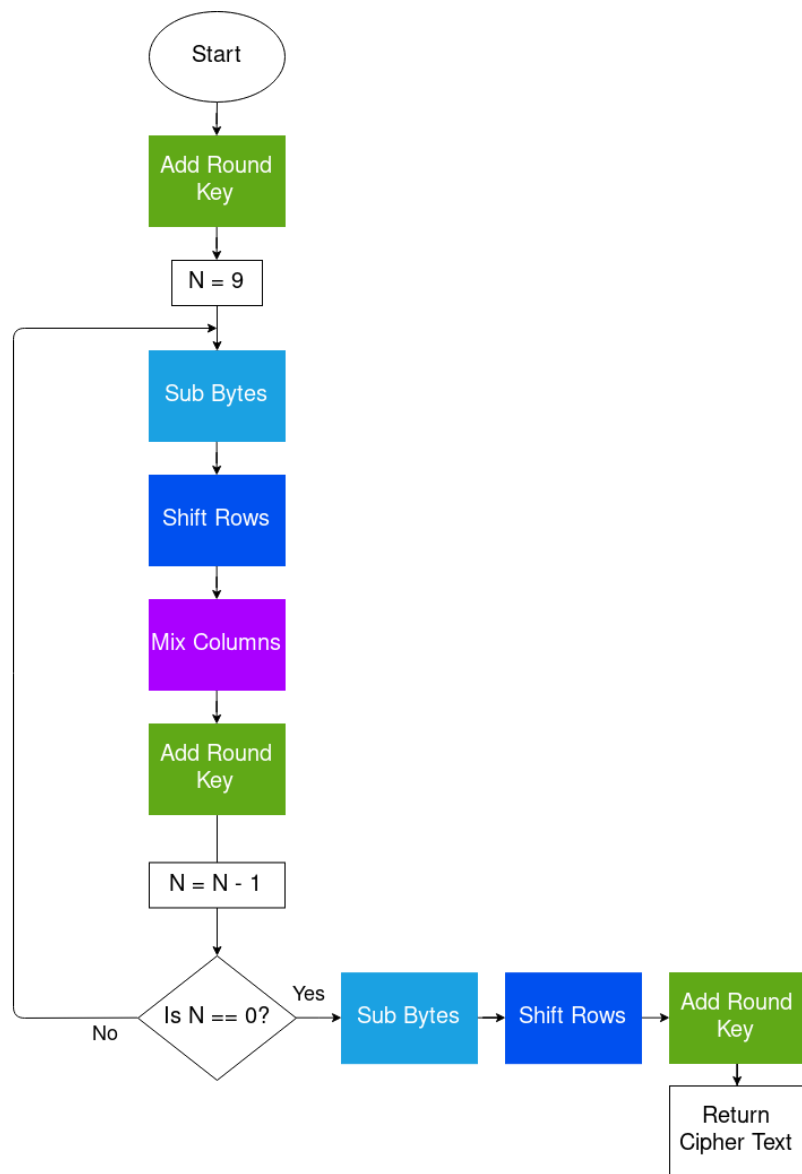 Start
Add Round
Key
N = 9
Sub Bytes
Shift Rows
Mix Columns
Add Round
Key
N = N - 1
Is N == 0?
No
Yes
Sub Bytes
Shift Rows
Add Round
Key
Return
Cipher Text